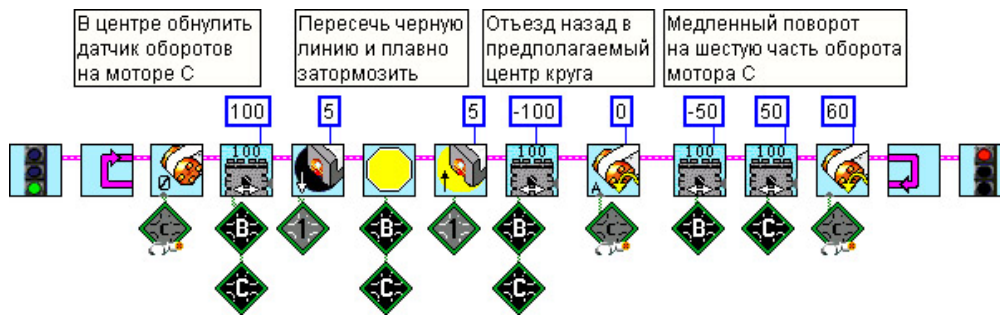 В центре обнулить
датчик оборотов
на моторе С
Пересечь черную
линию и плавно
затормозить
Отъезд назад в
предполагаемый
центр круга
Медленный поворот
на шестую часть оборота
мотора С
100 5 5 -100 0 -50 50 60
100 100 100 100
0 A
C B 1 B 1 B C B C C
C C C